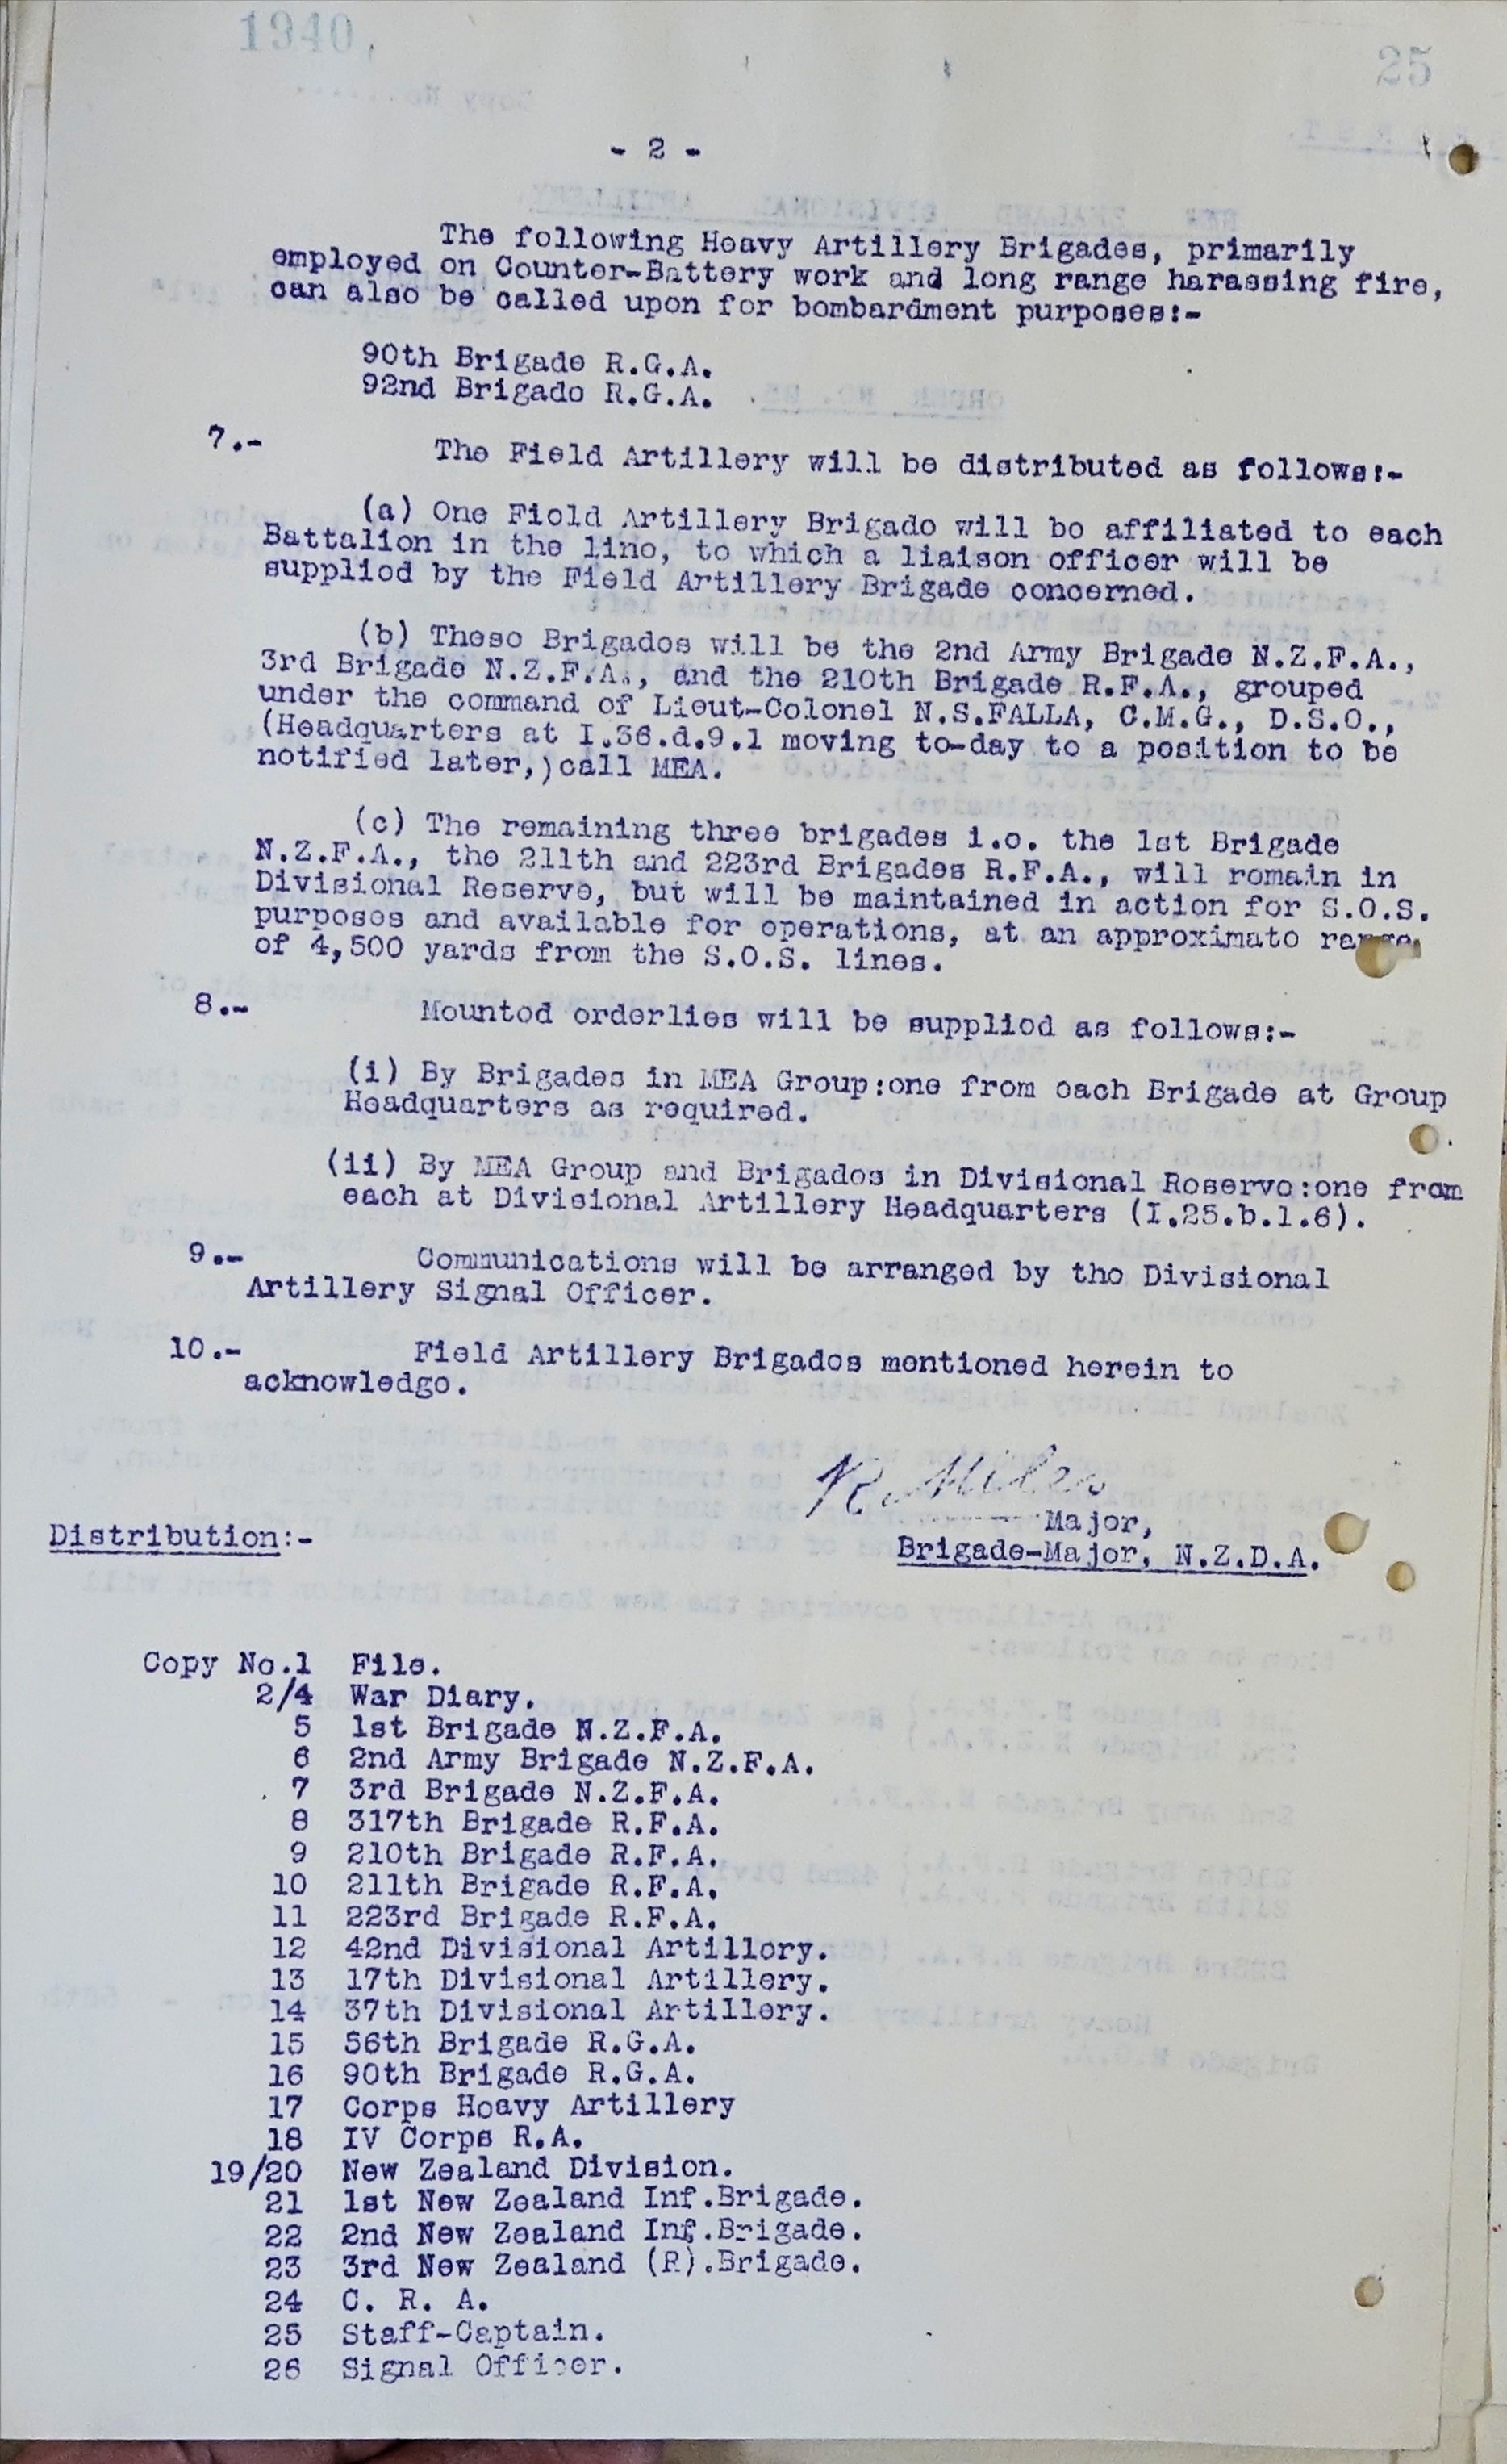 1940.
25
- 2 -
The following Heavy Artillery Brigades, primarily
employed on Counter-Battery work and long range harassing fire,
can also be called upon for bombardment purposes:-
90th Brigade R.G.A.
92nd Brigade R.G.A.
7.- The Field Artillery will be distributed as follows:-
(a) One Field Artillery Brigade will be affiliated to each
Battalion in the line, to which a liaison officer will be
supplied by the Field Artillery Brigade concerned.
(b) These Brigades will be the 2nd Army Brigade N.Z.F.A.,
3rd Brigade N.Z.F.A., and the 210th Brigade R.F.A., grouped
under the command of Lieut-Colonel N.S.FALLA, C.M.G., D.S.O.,
(Headquarters at I.36.d.9.1 moving to-day to a position to be
notified later,)call MEA.
(c) The remaining three brigades i.e. the 1st Brigade
N.Z.F.A., the 211th and 223rd Brigades R.F.A., will remain in
Divisional Reserve, but will be maintained in action for S.O.S.
purposes and available for operations, at an approximate range
of 4,500 yards from the S.O.S. lines.
8.- Mounted orderlies will be supplied as follows:-
(i) By Brigades in MEA Group:one from each Brigade at Group
Headquarters as required.
(ii) By MEA Group and Brigades in Divisional Reserve:one from
each at Divisional Artillery Headquarters (I.25.b.1.6).
9.- Communications will be arranged by the Divisional
Artillery Signal Officer.
10.- Field Artillery Brigades mentioned herein to
acknowledge.
R. Miles
Major,
Distribution:- Brigade-Major, N.Z.D.A.
Copy No.1 File.
2/4 War Diary.
5 1st Brigade N.Z.F.A.
6 2nd Army Brigade N.Z.F.A.
7 3rd Brigade N.Z.F.A.
8 317th Brigade R.F.A.
9 210th Brigade R.F.A.
10 211th Brigade R.F.A.
11 223rd Brigade R.F.A.
12 42nd Divisional Artillery.
13 17th Divisional Artillery.
14 37th Divisional Artillery.
15 56th Brigade R.G.A.
16 90th Brigade R.G.A.
17 Corps Heavy Artillery
18 IV Corps R.A.
19/20 New Zealand Division.
21 1st New Zealand Inf.Brigade.
22 2nd New Zealand Inf.Brigade.
23 3rd New Zealand (R).Brigade.
24 C. R. A.
25 Staff-Captain.
26 Signal Officer.